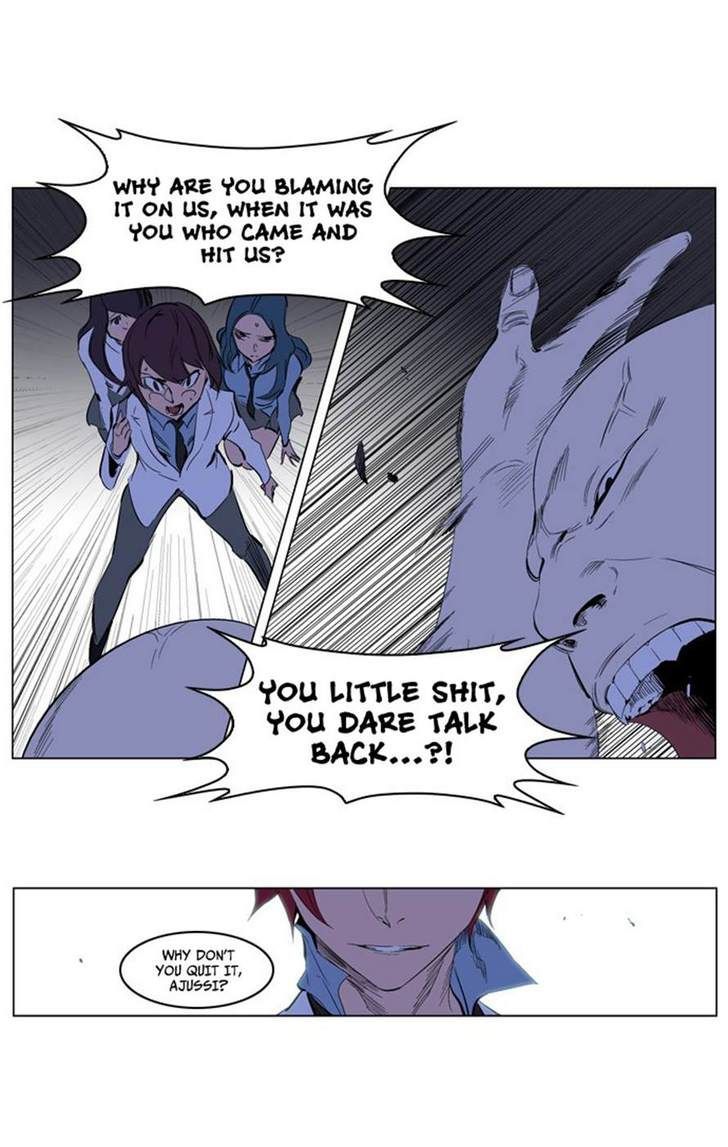 WHY ARE YOU BLAMING
IT ON US, WHEN IT WAS
YOU WHO CAME AND
HIT US?
YOU LITTLE SHIT,
YOU DARE TALK
BACK...?!
WHY DON'T
YOU QUIT IT,
AJUSSI?